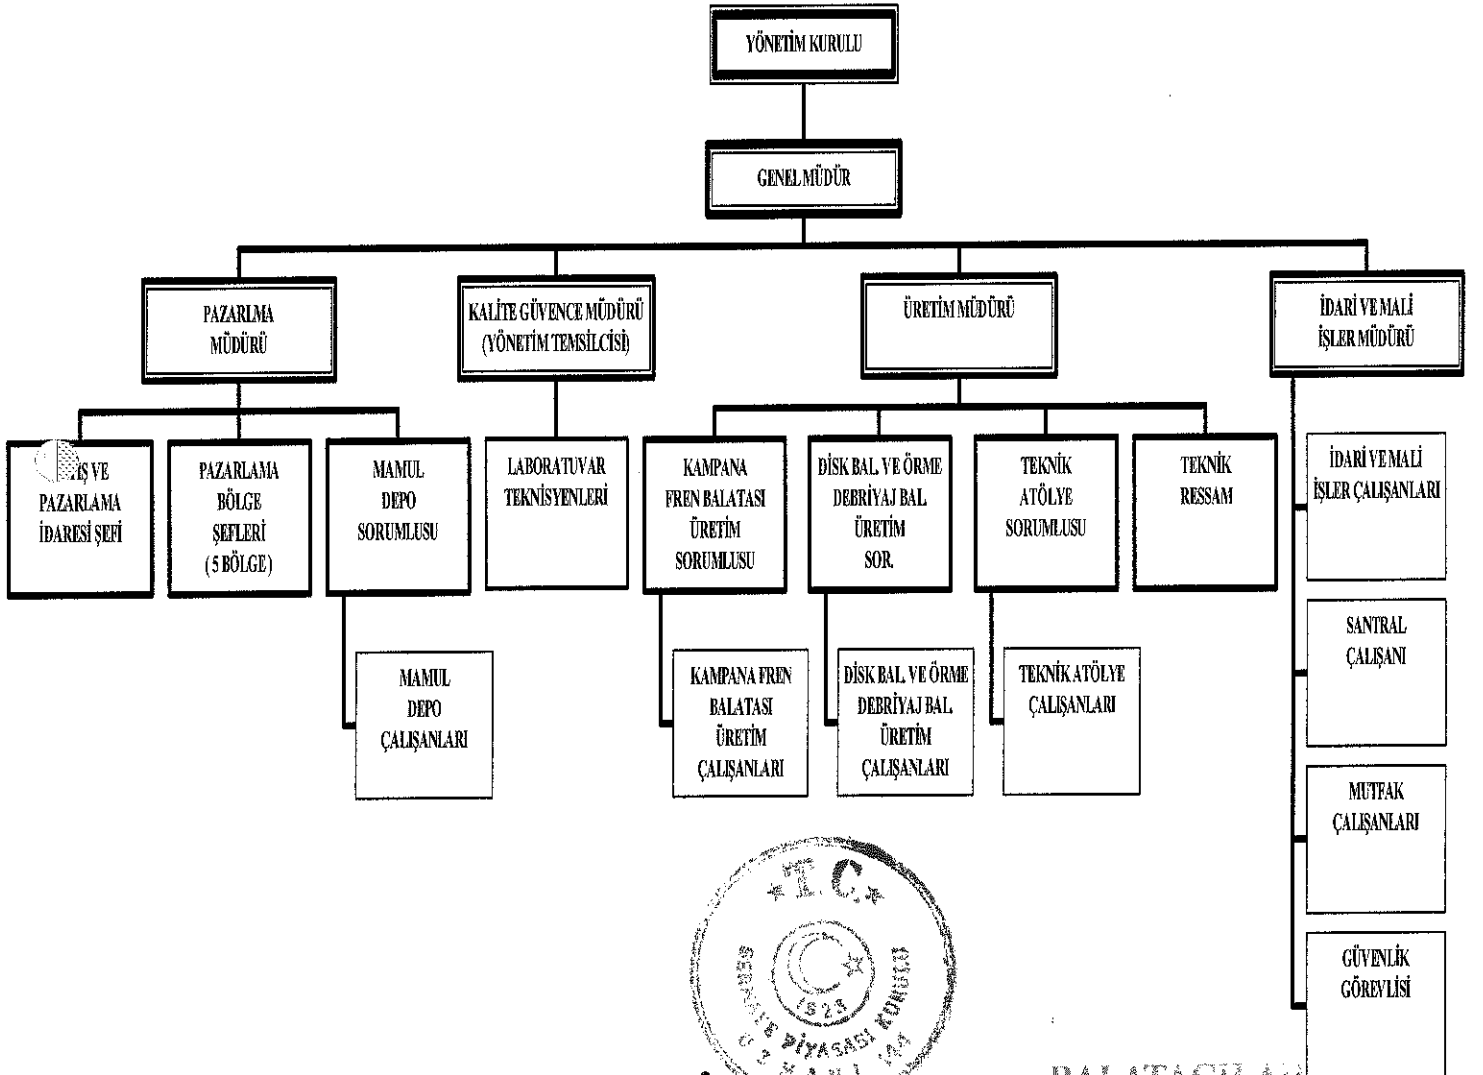 YÖNETİM KURULU
GENEL MÜDÜR
PAZARLMA
MÜDÜRÜ
KALİTE GÜVENCE MÜDÜRÜ
(YÖNETİM TEMSİLCİSİ)
ÜRETİM MÜDÜRÜ
İDARİ VE MALİ
İŞLER MÜDÜRÜ
VE
PAZARLAMA
İDARESİ ŞEFİ
PAZARLAMA
BÖLGE
ŞEFLERİ
( 5 BÖLGE )
MAMUL
DEPO
SORUMLUSU
LABORATUVAR
TEKNİSYENLERİ
KAMPANA
FREN BALATASI
ÜRETİM
SORUMLUSU
DİSK BAL. VE ÖRME
DEBRİYAJ BAL.
ÜRETİM
SOR.
TEKNİK
ATÖLYE
SORUMLUSU
TEKNİK
RESSAM
İDARİ VE MALİ
İŞLER ÇALIŞANLARI
MAMUL
DEPO
ÇALIŞANLARI
KAMPANA FREN
BALATASI
ÜRETİM
ÇALIŞANLARI
DİSK BAL. VE ÖRME
DEBRİYAJ BAL.
ÜRETİM
ÇALIŞANLARI
TEKNİK ATÖLYE
ÇALIŞANLARI
SANTRAL
ÇALIŞANI
MUTFAK
ÇALIŞANLARI
GÜVENLİK
GÖREVLİSİ
T.C.
SERMAYE PİYASASI KURULU
1923